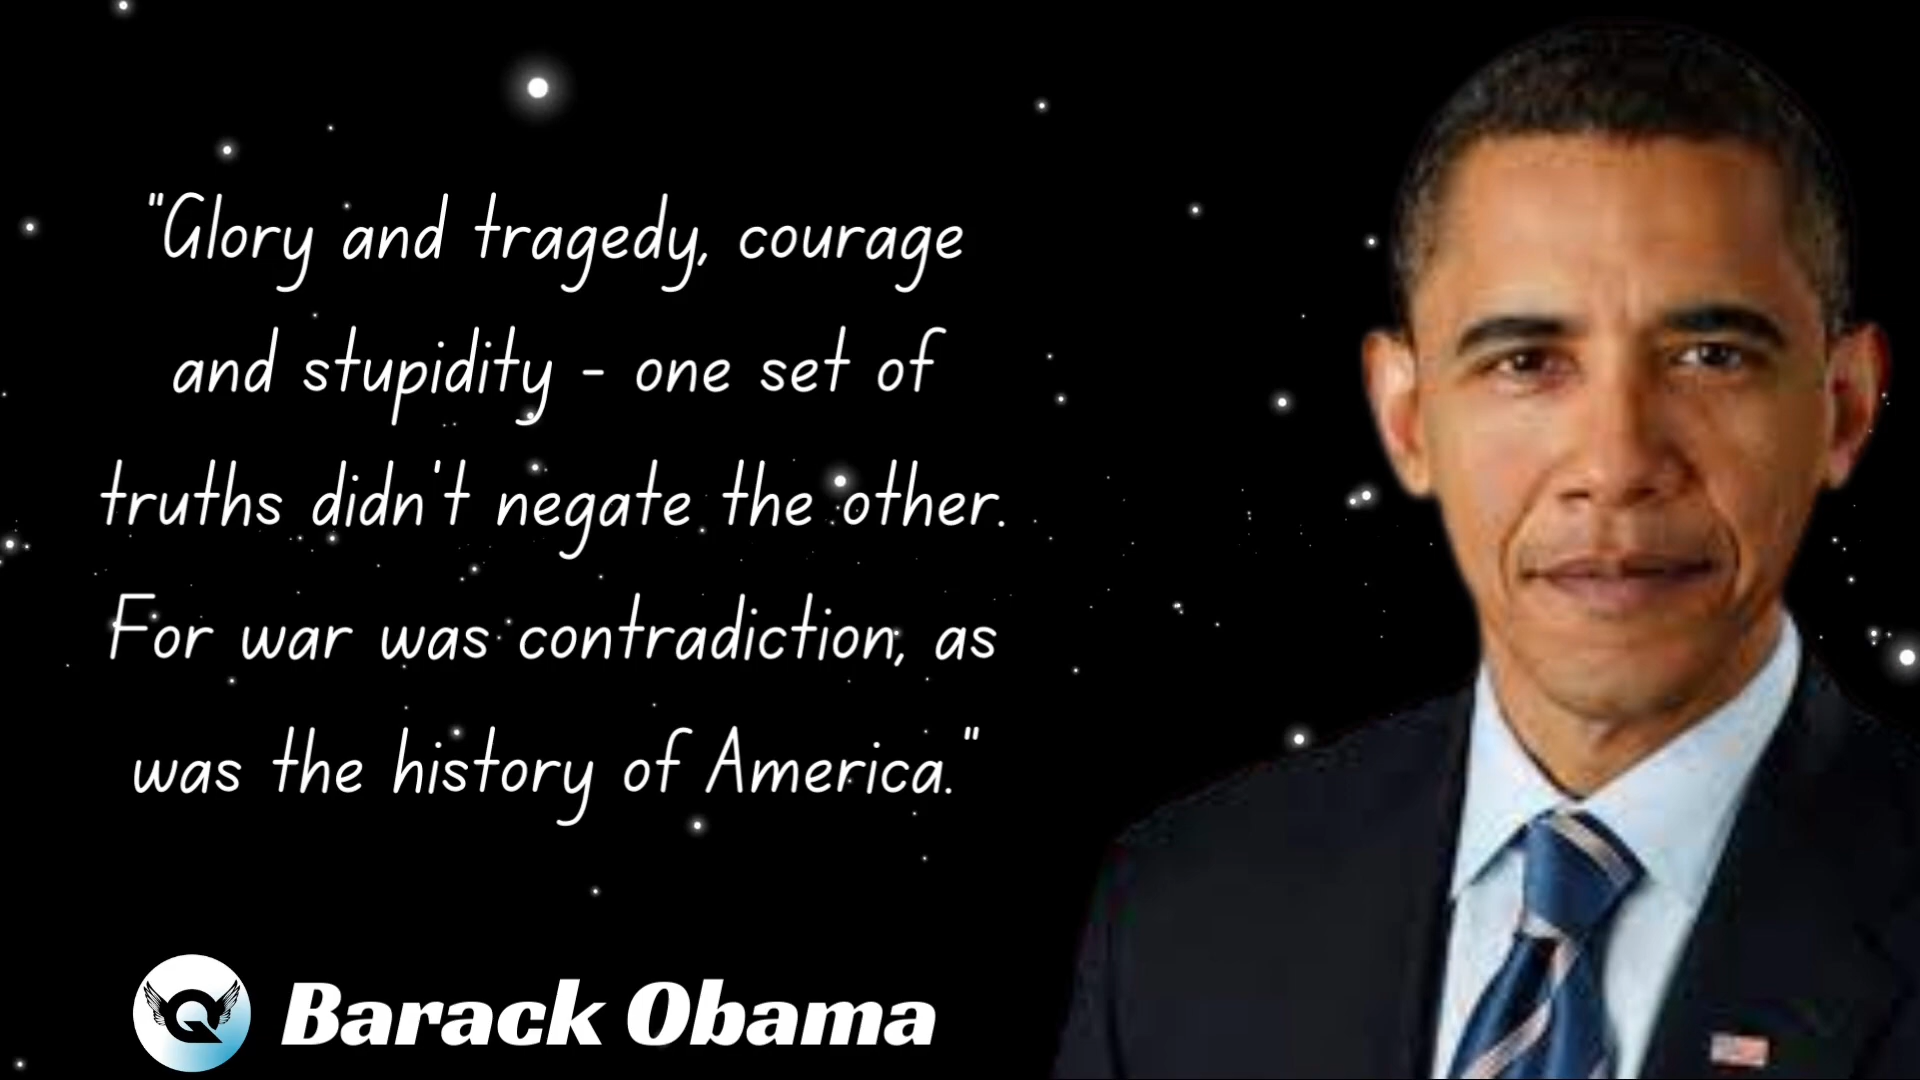 "Glory and tragedy, courage
and stupidity - one set of
truths didn't negate the other.
For war was contradiction, as
was the history of America."
Q
Barack Obama